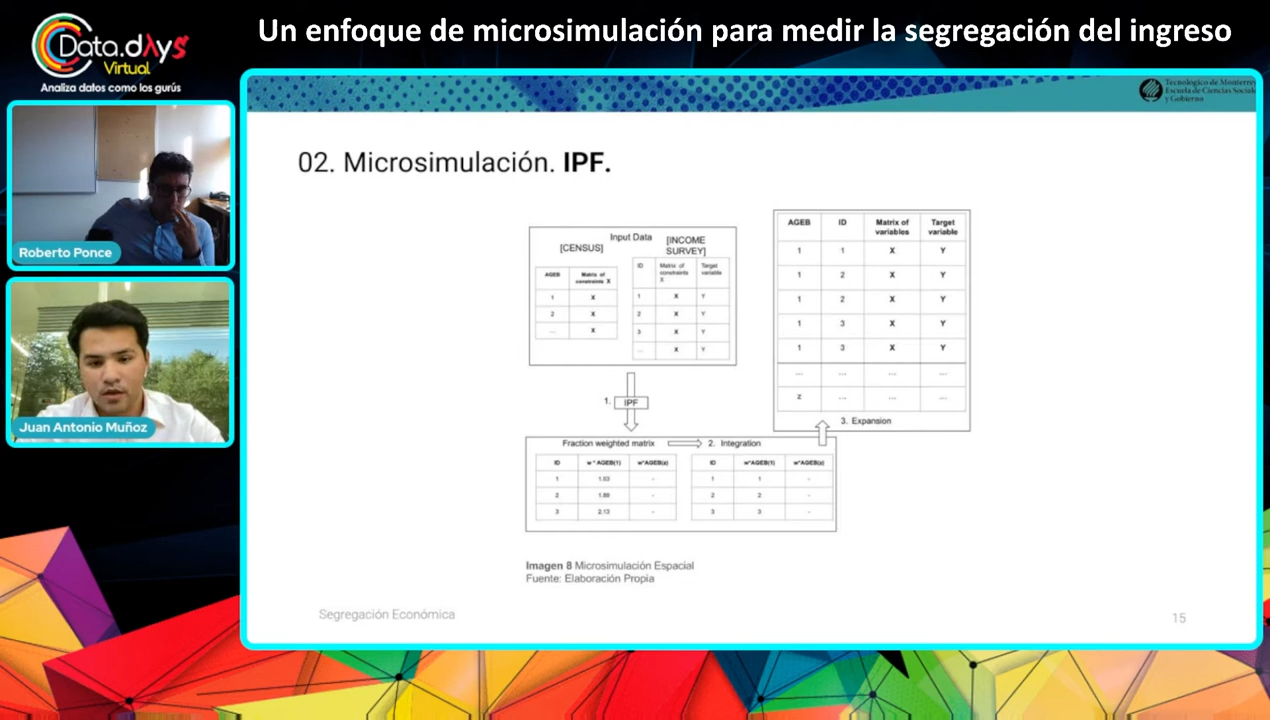 Un enfoque de microsimulación para medir la segregación del ingreso
Data.dAys
Virtual
Analiza datos como los gurús
Roberto Ponce
Juan Antonio Muñoz
Tecnológico de Monterrey
Escuela de Ciencias Sociales
y Gobierno
02. Microsimulación. IPF.
Input Data
[CENSUS]
[INCOME
SURVEY]
AGEB Matrix of
constraints X
1 X
2 X
... X
ID Matrix of
constraints
X Target
variable
1 X Y
2 X Y
3 X Y
... X Y
1. IPF
Fraction weighted matrix
2. Integration
ID w * AGEB(1) w*AGEB(z)
1 1.03 -
2 1.99 -
3 2.13 -
ID w*AGEB(1) w*AGEB(z)
1 1 -
2 2 -
3 3 -
AGEB ID Matrix of
variables Target
variable
1 1 X Y
1 2 X Y
1 2 X Y
1 3 X Y
1 3 X Y
... ... ... ...
z ... ... ...
3. Expansion
Imagen 8 Microsimulación Espacial
Fuente: Elaboración Propia
Segregación Económica
15